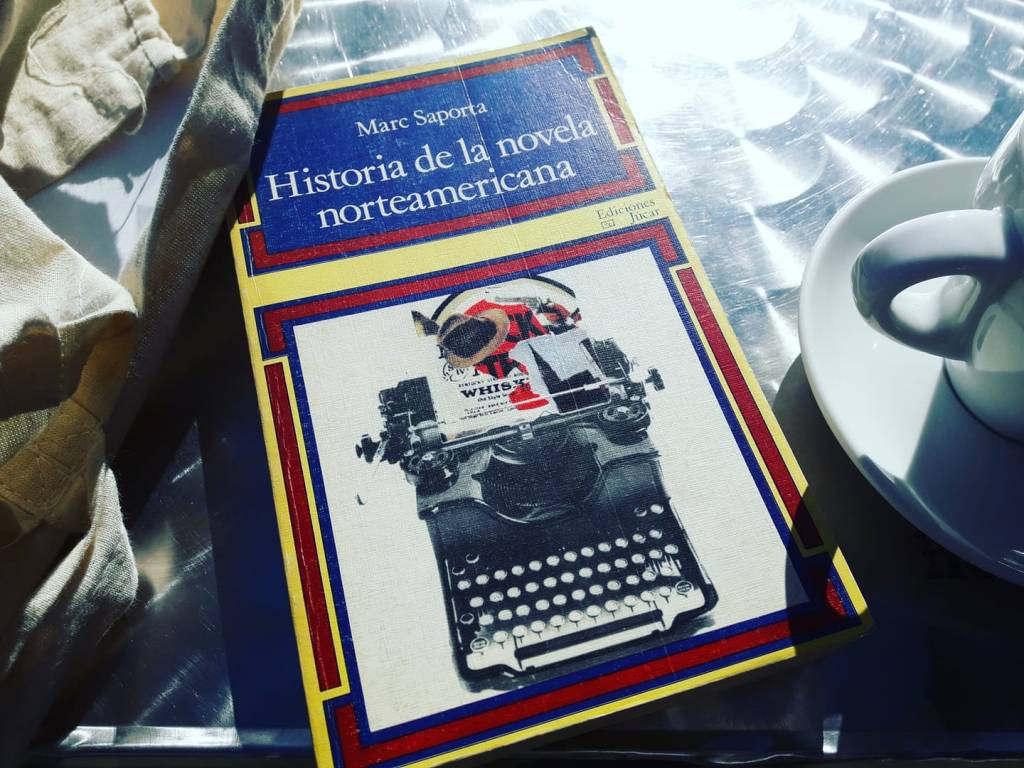 Marc Saporta
Historia de la novela
norteamericana
Ediciones
Júcar
WHISK